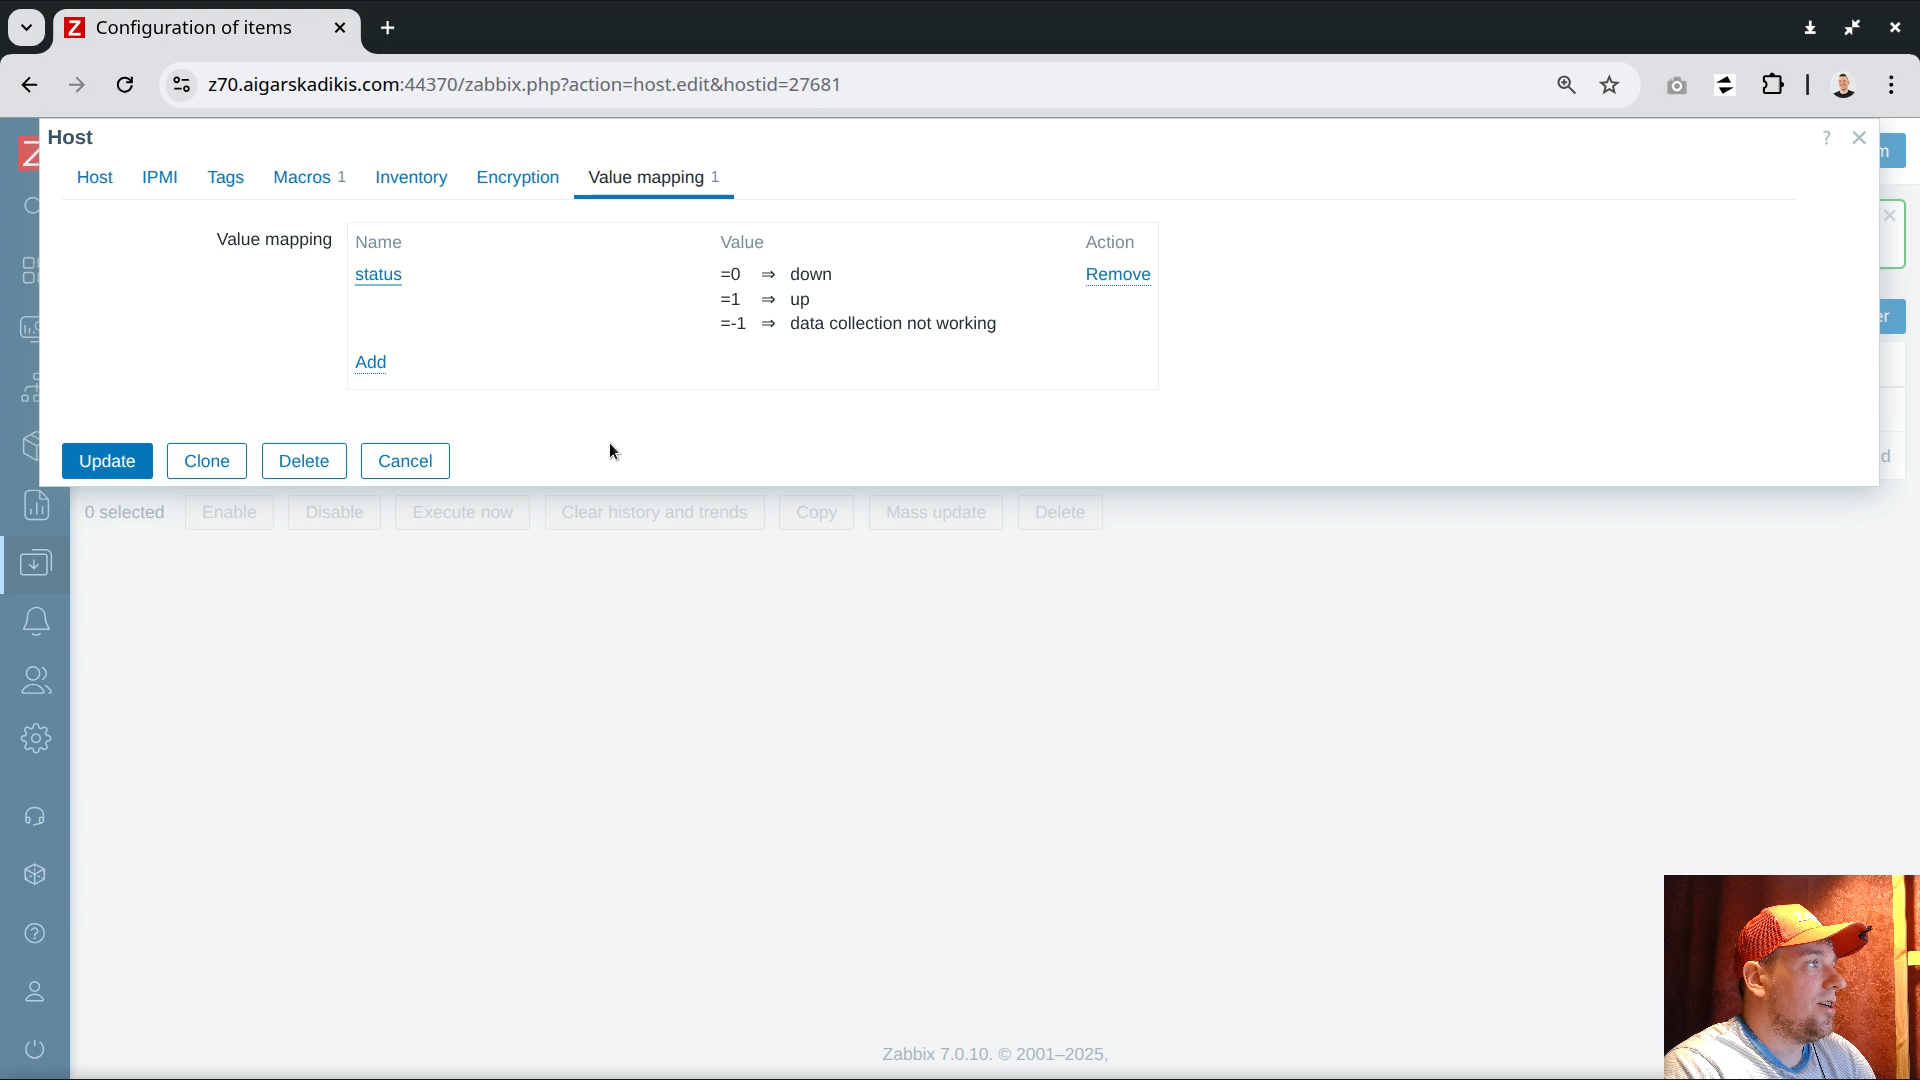 Configuration of items
z70.aigarskadikis.com:44370/zabbix.php?action=host.edit&hostid=27681
Host
Host IPMI Tags Macros 1 Inventory Encryption Value mapping 1
Value mapping
Name Value Action
status =0 ⇒ down Remove
=1 ⇒ up
=-1 ⇒ data collection not working
Add
Update Clone Delete Cancel
0 selected Enable Disable Execute now Clear history and trends Copy Mass update Delete
Zabbix 7.0.10. © 2001–2025,